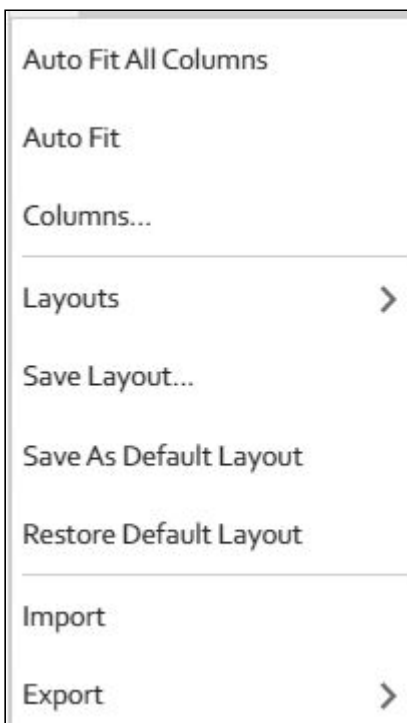 Auto Fit All Columns
Auto Fit
Columns...
Layouts
Save Layout...
Save As Default Layout
Restore Default Layout
Import
Export